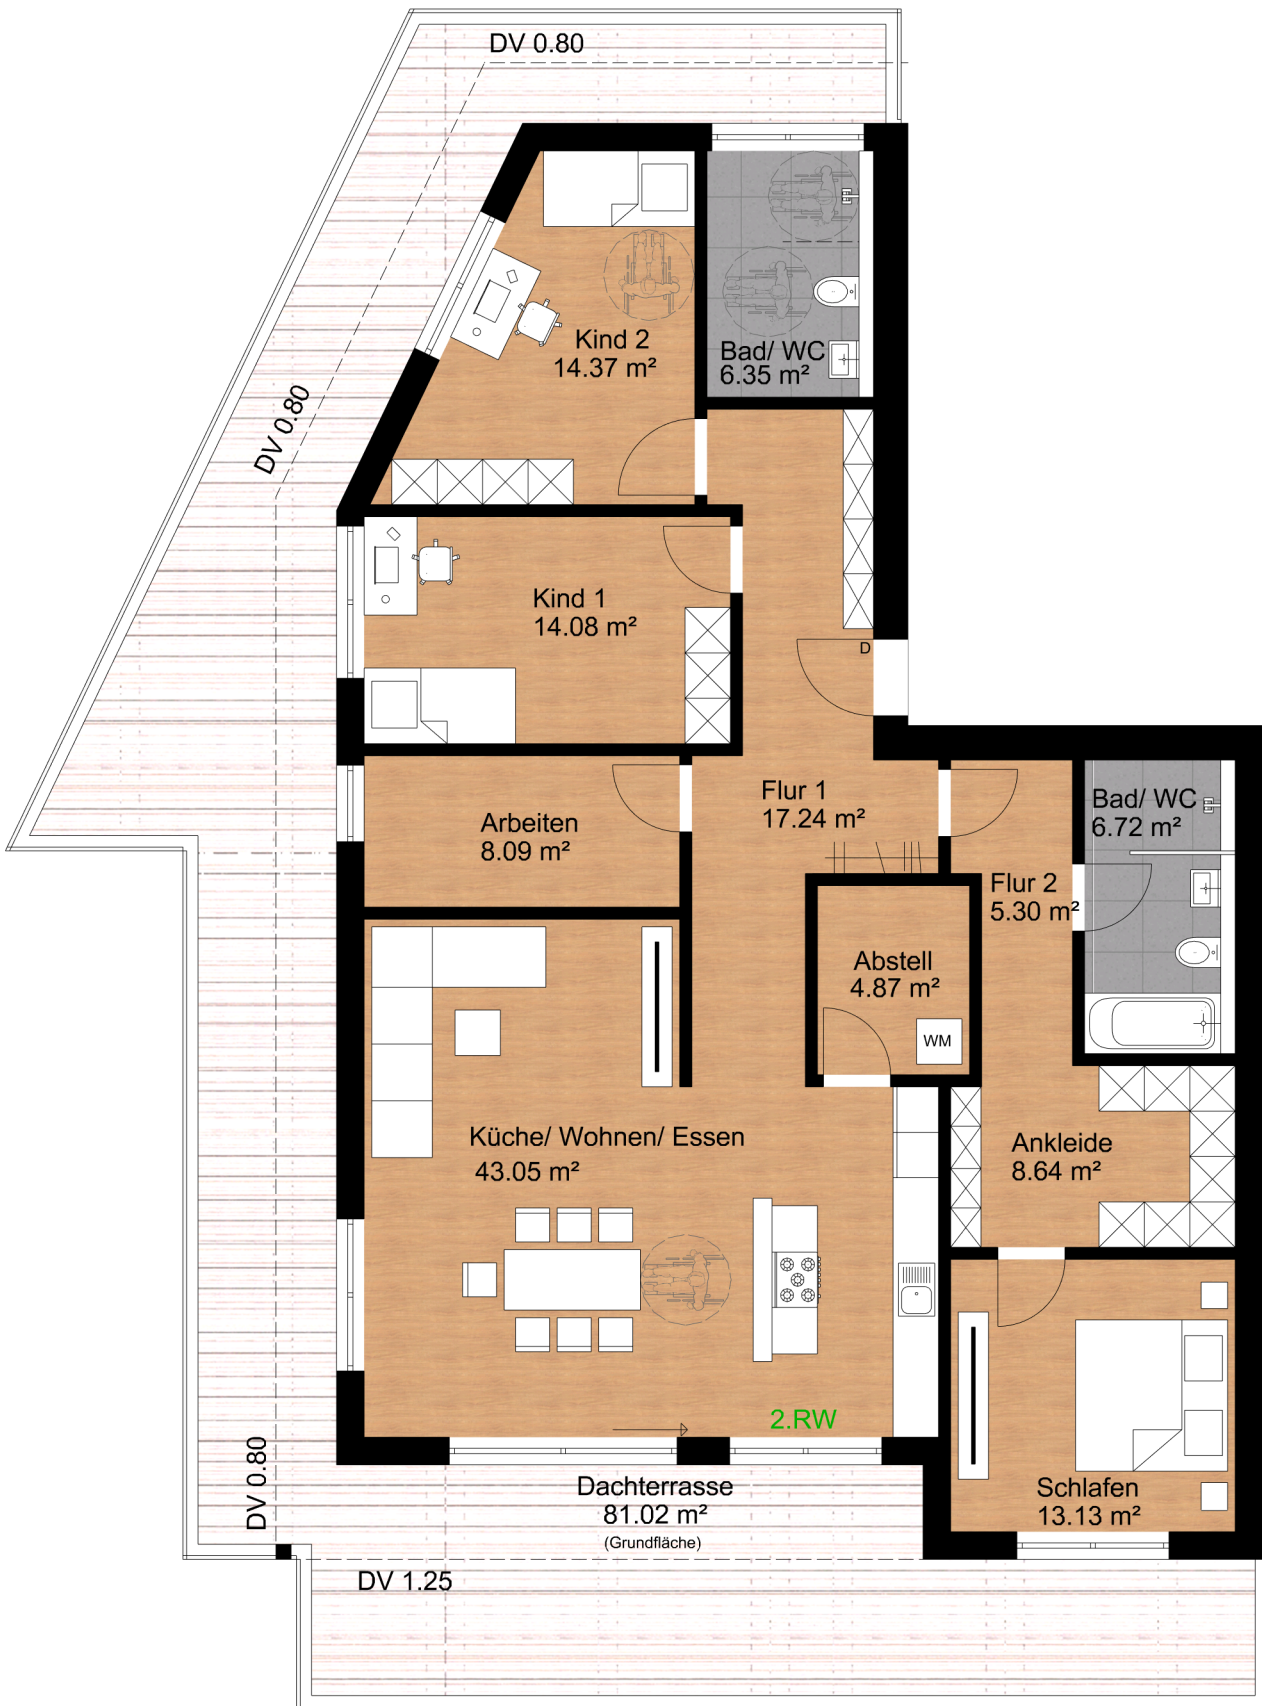 DV 0.80
Kind 2
14.37 m²
Bad/ WC
6.35 m²
DV 0.80
Kind 1
14.08 m²
D
Flur 1
17.24 m²
Bad/ WC
6.72 m²
Arbeiten
8.09 m²
Flur 2
5.30 m²
Abstell
4.87 m²
WM
Küche/ Wohnen/ Essen
43.05 m²
Ankleide
8.64 m²
2.RW
DV 0.80
Dachterrasse
81.02 m²
(Grundfläche)
Schlafen
13.13 m²
DV 1.25